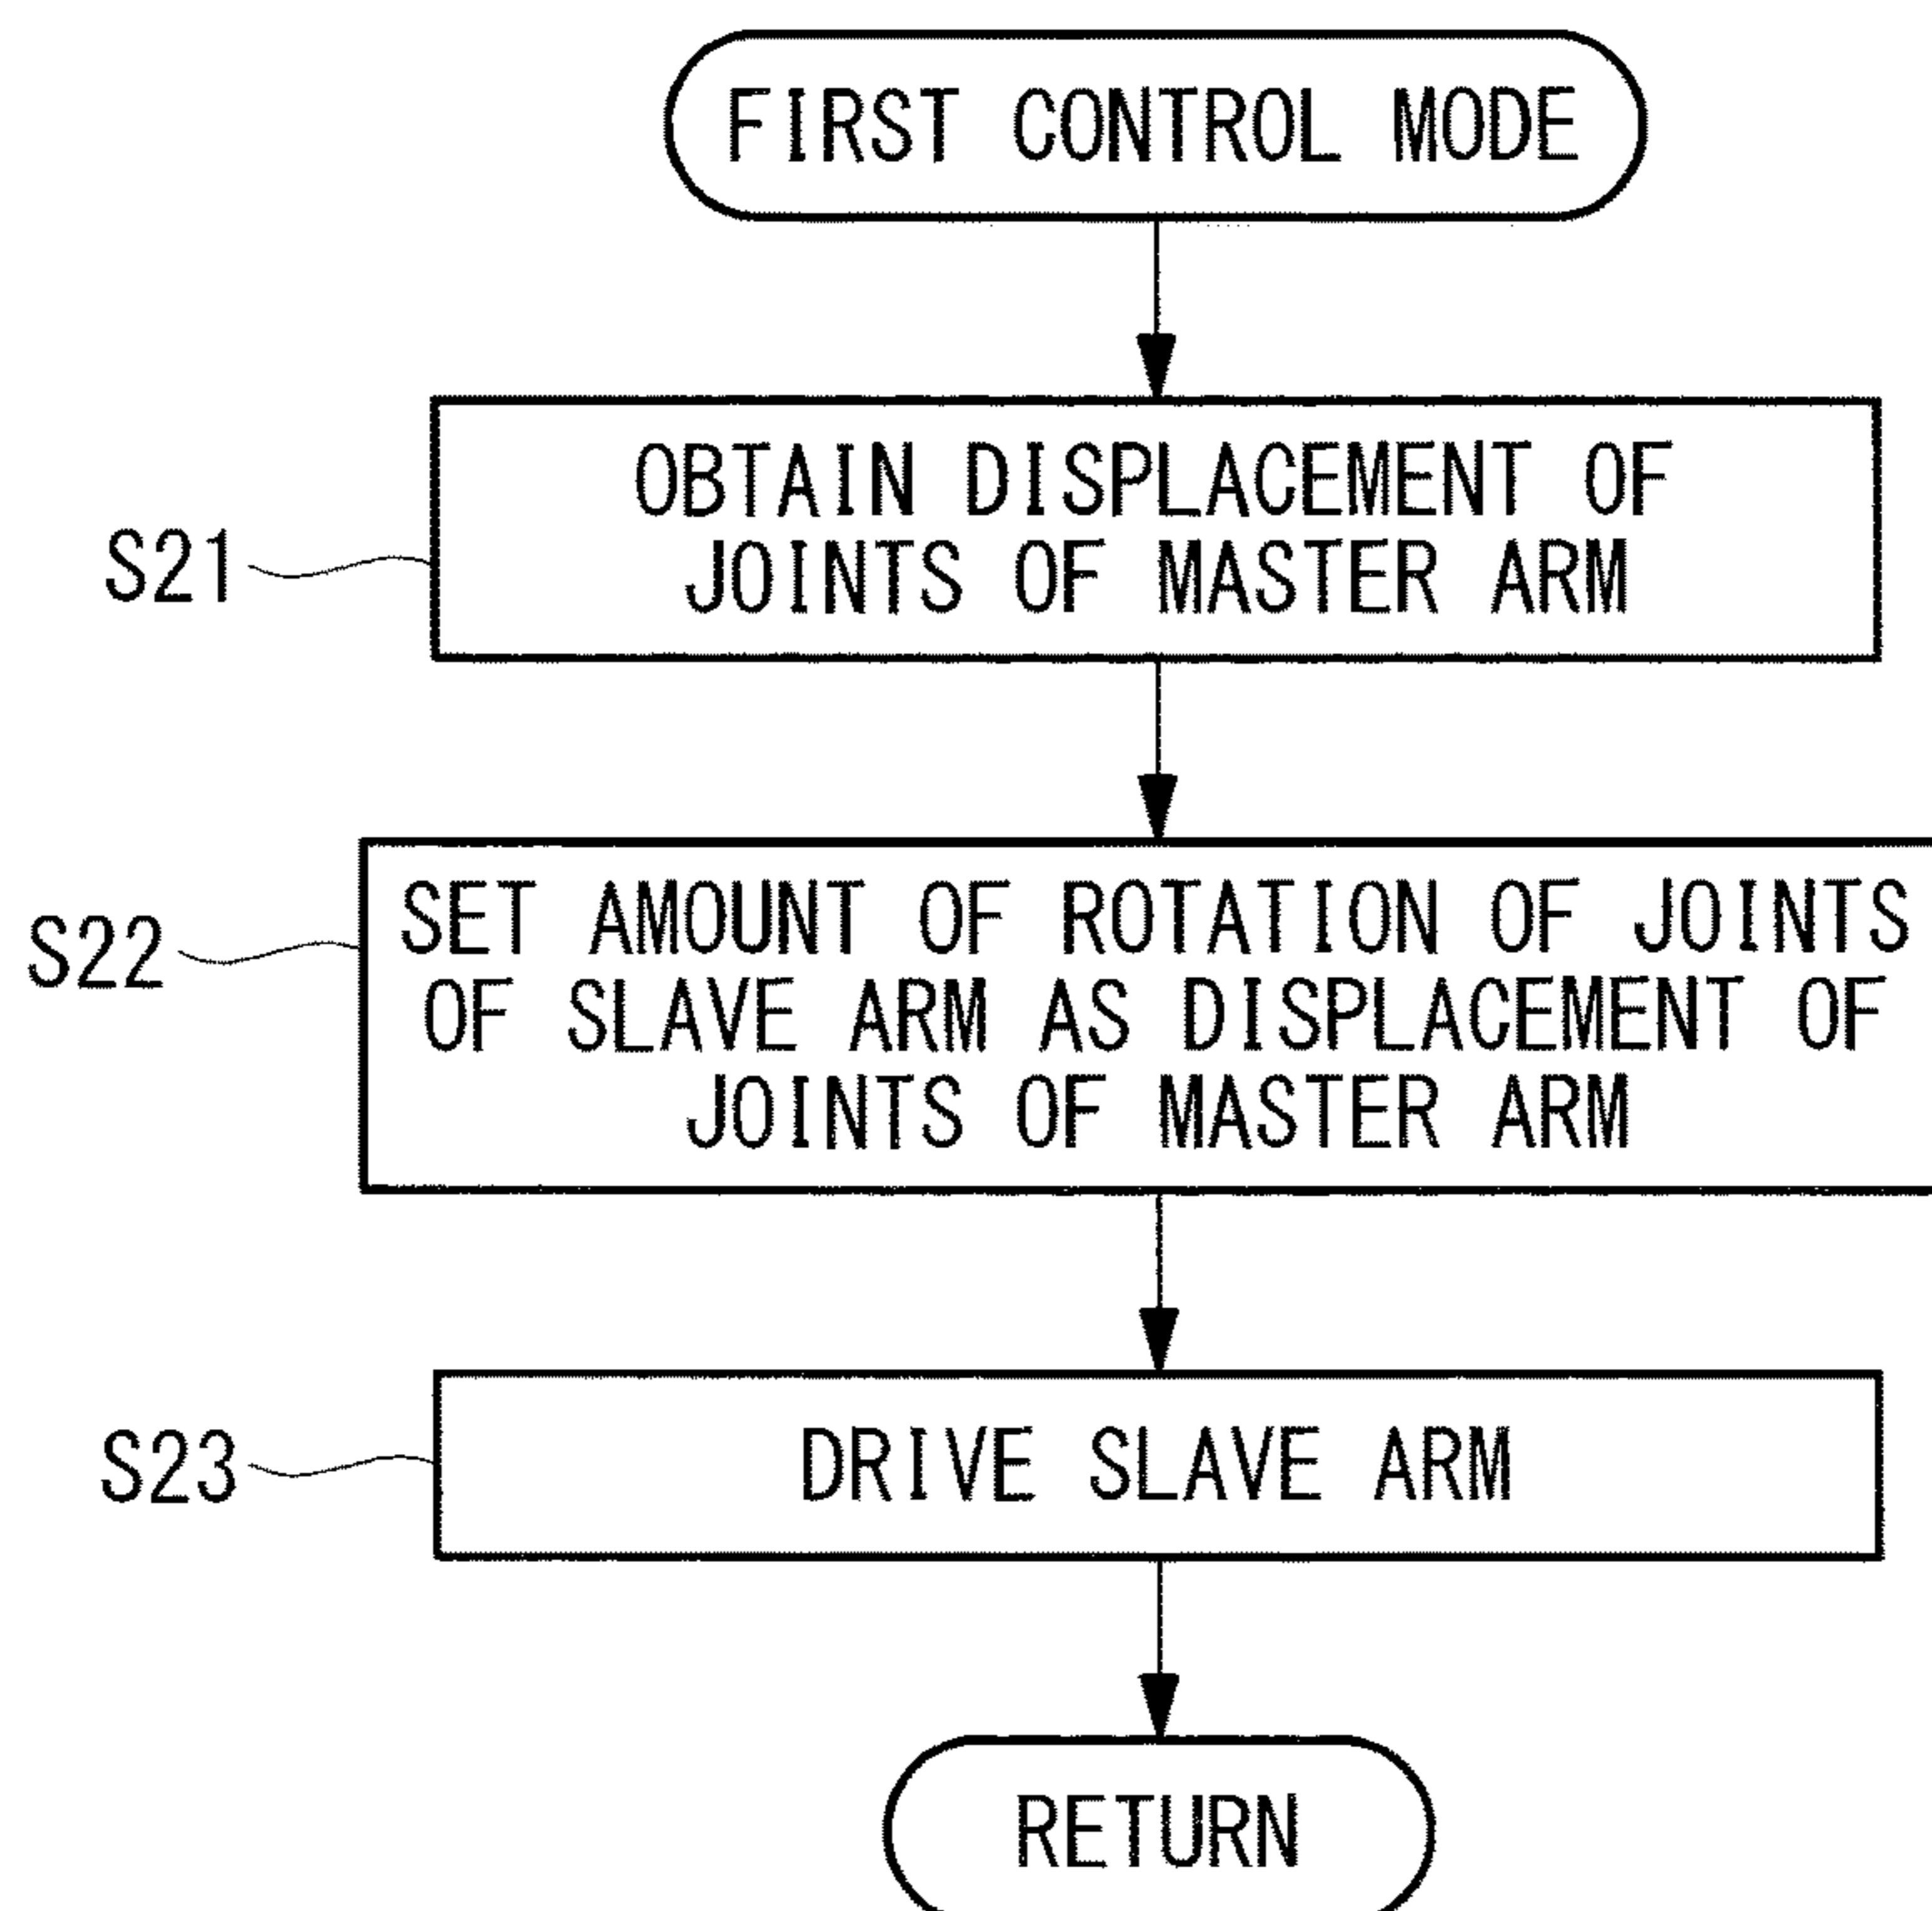 FIRST CONTROL MODE
S21
OBTAIN DISPLACEMENT OF
JOINTS OF MASTER ARM
S22
SET AMOUNT OF ROTATION OF JOINTS
OF SLAVE ARM AS DISPLACEMENT OF
JOINTS OF MASTER ARM
S23
DRIVE SLAVE ARM
RETURN